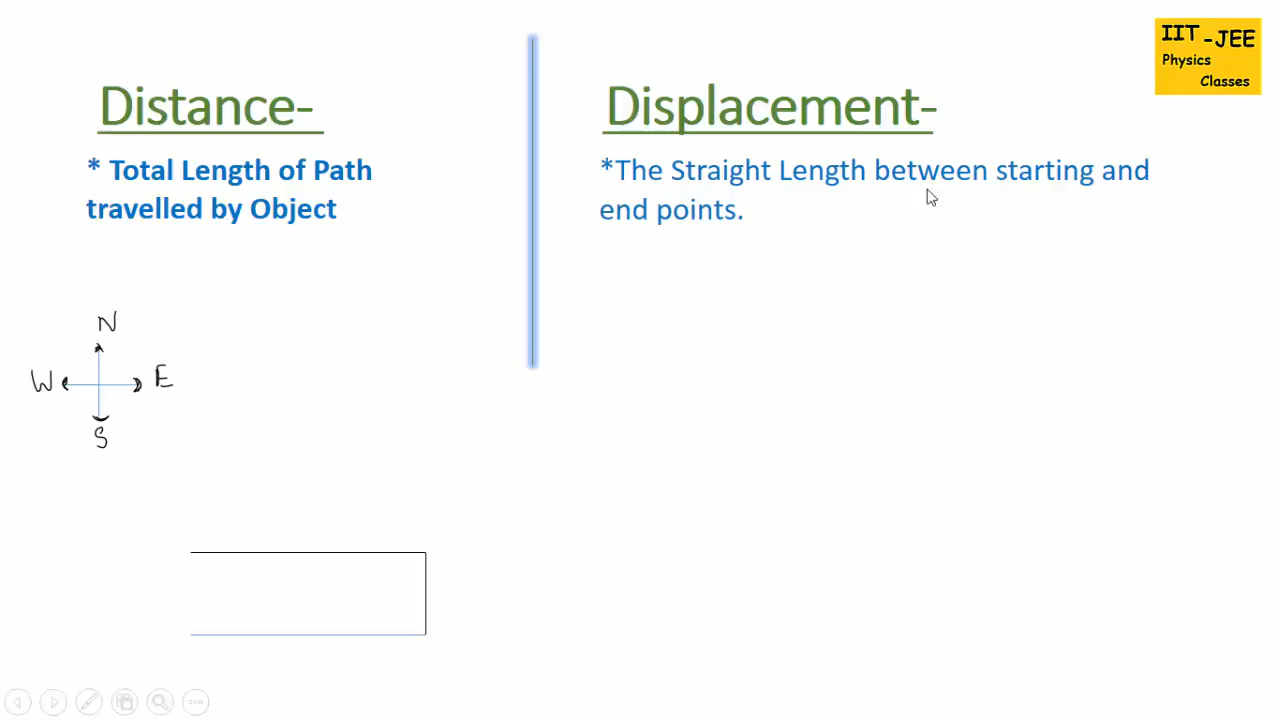 IIT -JEE
Physics
Classes
Distance-
* Total Length of Path
travelled by Object
Displacement-
*The Straight Length between starting and
end points.
N
W E
S